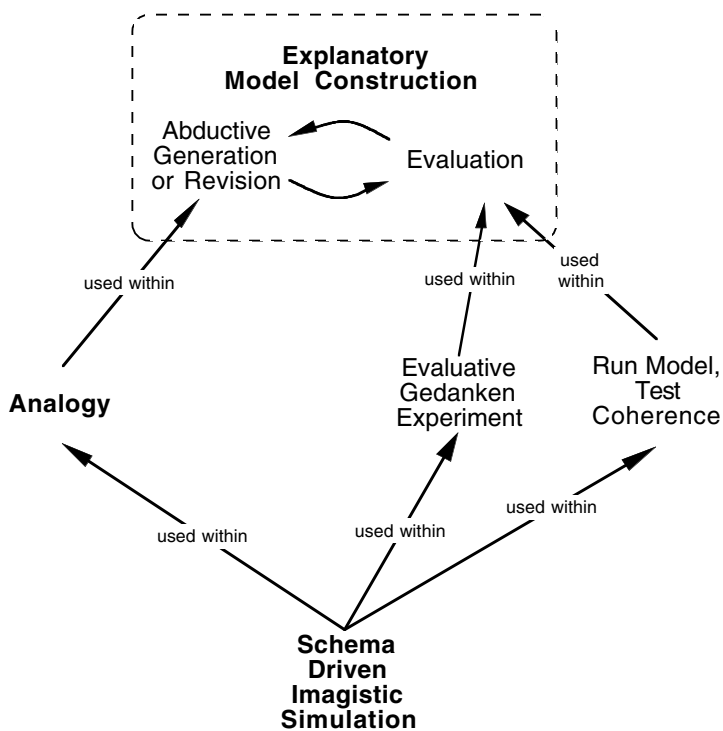 Explanatory
Model Construction
Abductive
Generation
or Revision
Evaluation
used within
used within
used
within
Analogy
Evaluative
Gedanken
Experiment
Run Model,
Test
Coherence
used within
used within
used within
Schema
Driven
Imagistic
Simulation